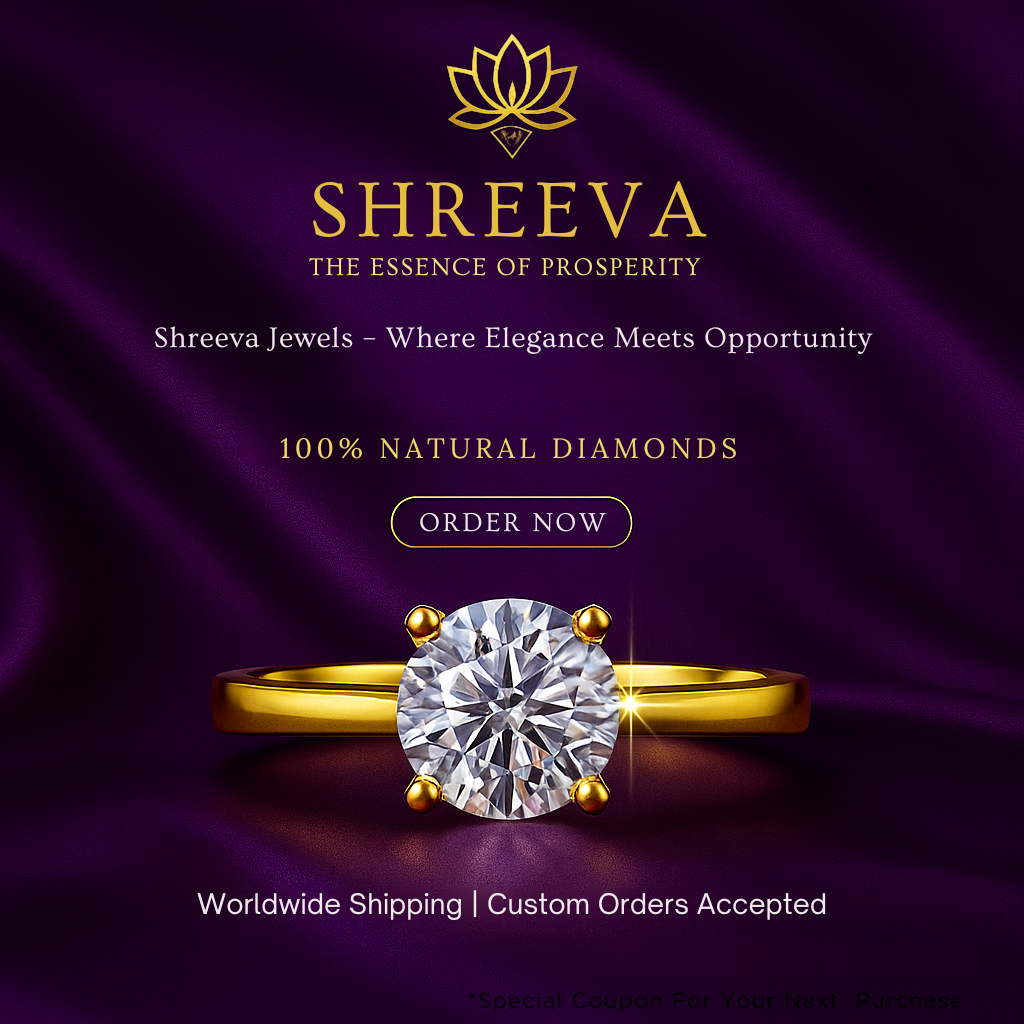 SHREEVA
THE ESSENCE OF PROSPERITY
Shreeva Jewels – Where Elegance Meets Opportunity
100% NATURAL DIAMONDS
ORDER NOW
Worldwide Shipping | Custom Orders Accepted
*Special Coupon For Your Next Purchase